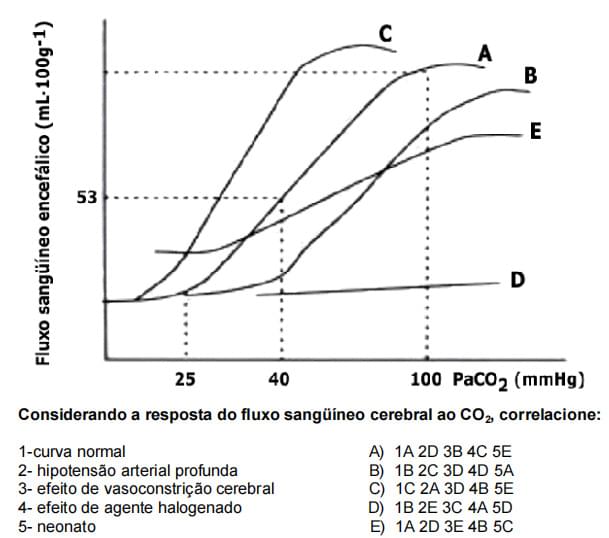 Fluxo sangüíneo encefálico (mL·100g⁻¹)
C
A
B
E
53
D
25 40 100 PaCO₂ (mmHg)
Considerando a resposta do fluxo sangüíneo cerebral ao CO₂, correlacione:
1-curva normal
2- hipotensão arterial profunda
3- efeito de vasoconstrição cerebral
4- efeito de agente halogenado
5- neonato
A) 1A 2D 3B 4C 5E
B) 1B 2C 3D 4D 5A
C) 1C 2A 3D 4B 5E
D) 1B 2E 3C 4A 5D
E) 1A 2D 3E 4B 5C